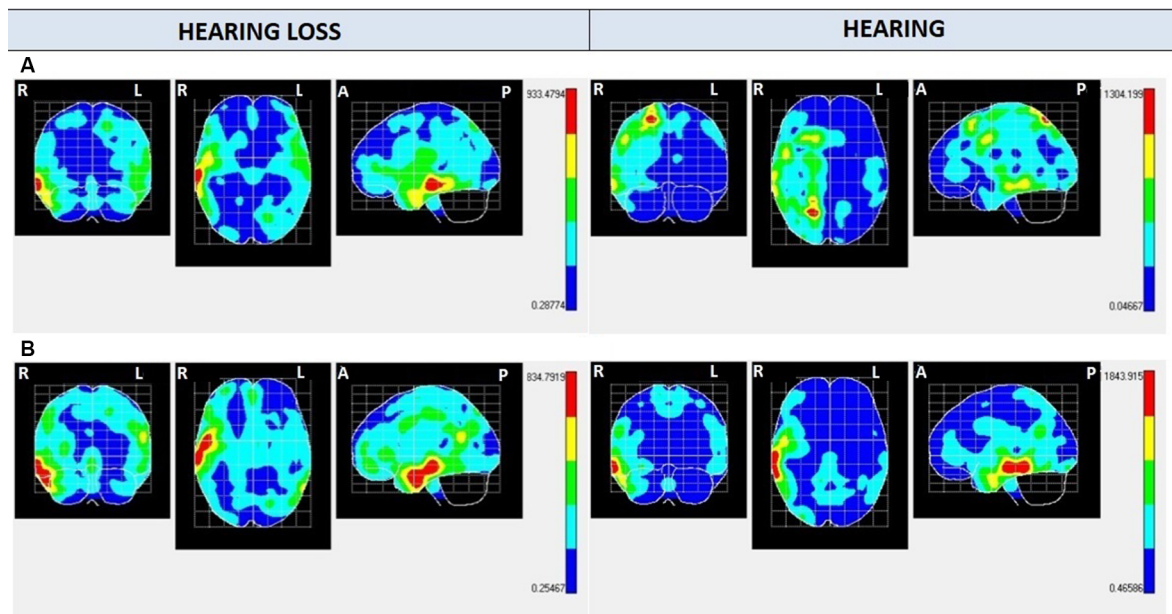 HEARING LOSS
HEARING
A
R L R L A P
933.4794
0.28774
R L R L A P
1304.199
0.04667
B
R L R L A P
834.7919
0.25467
R L R L A P
1843.915
0.46586